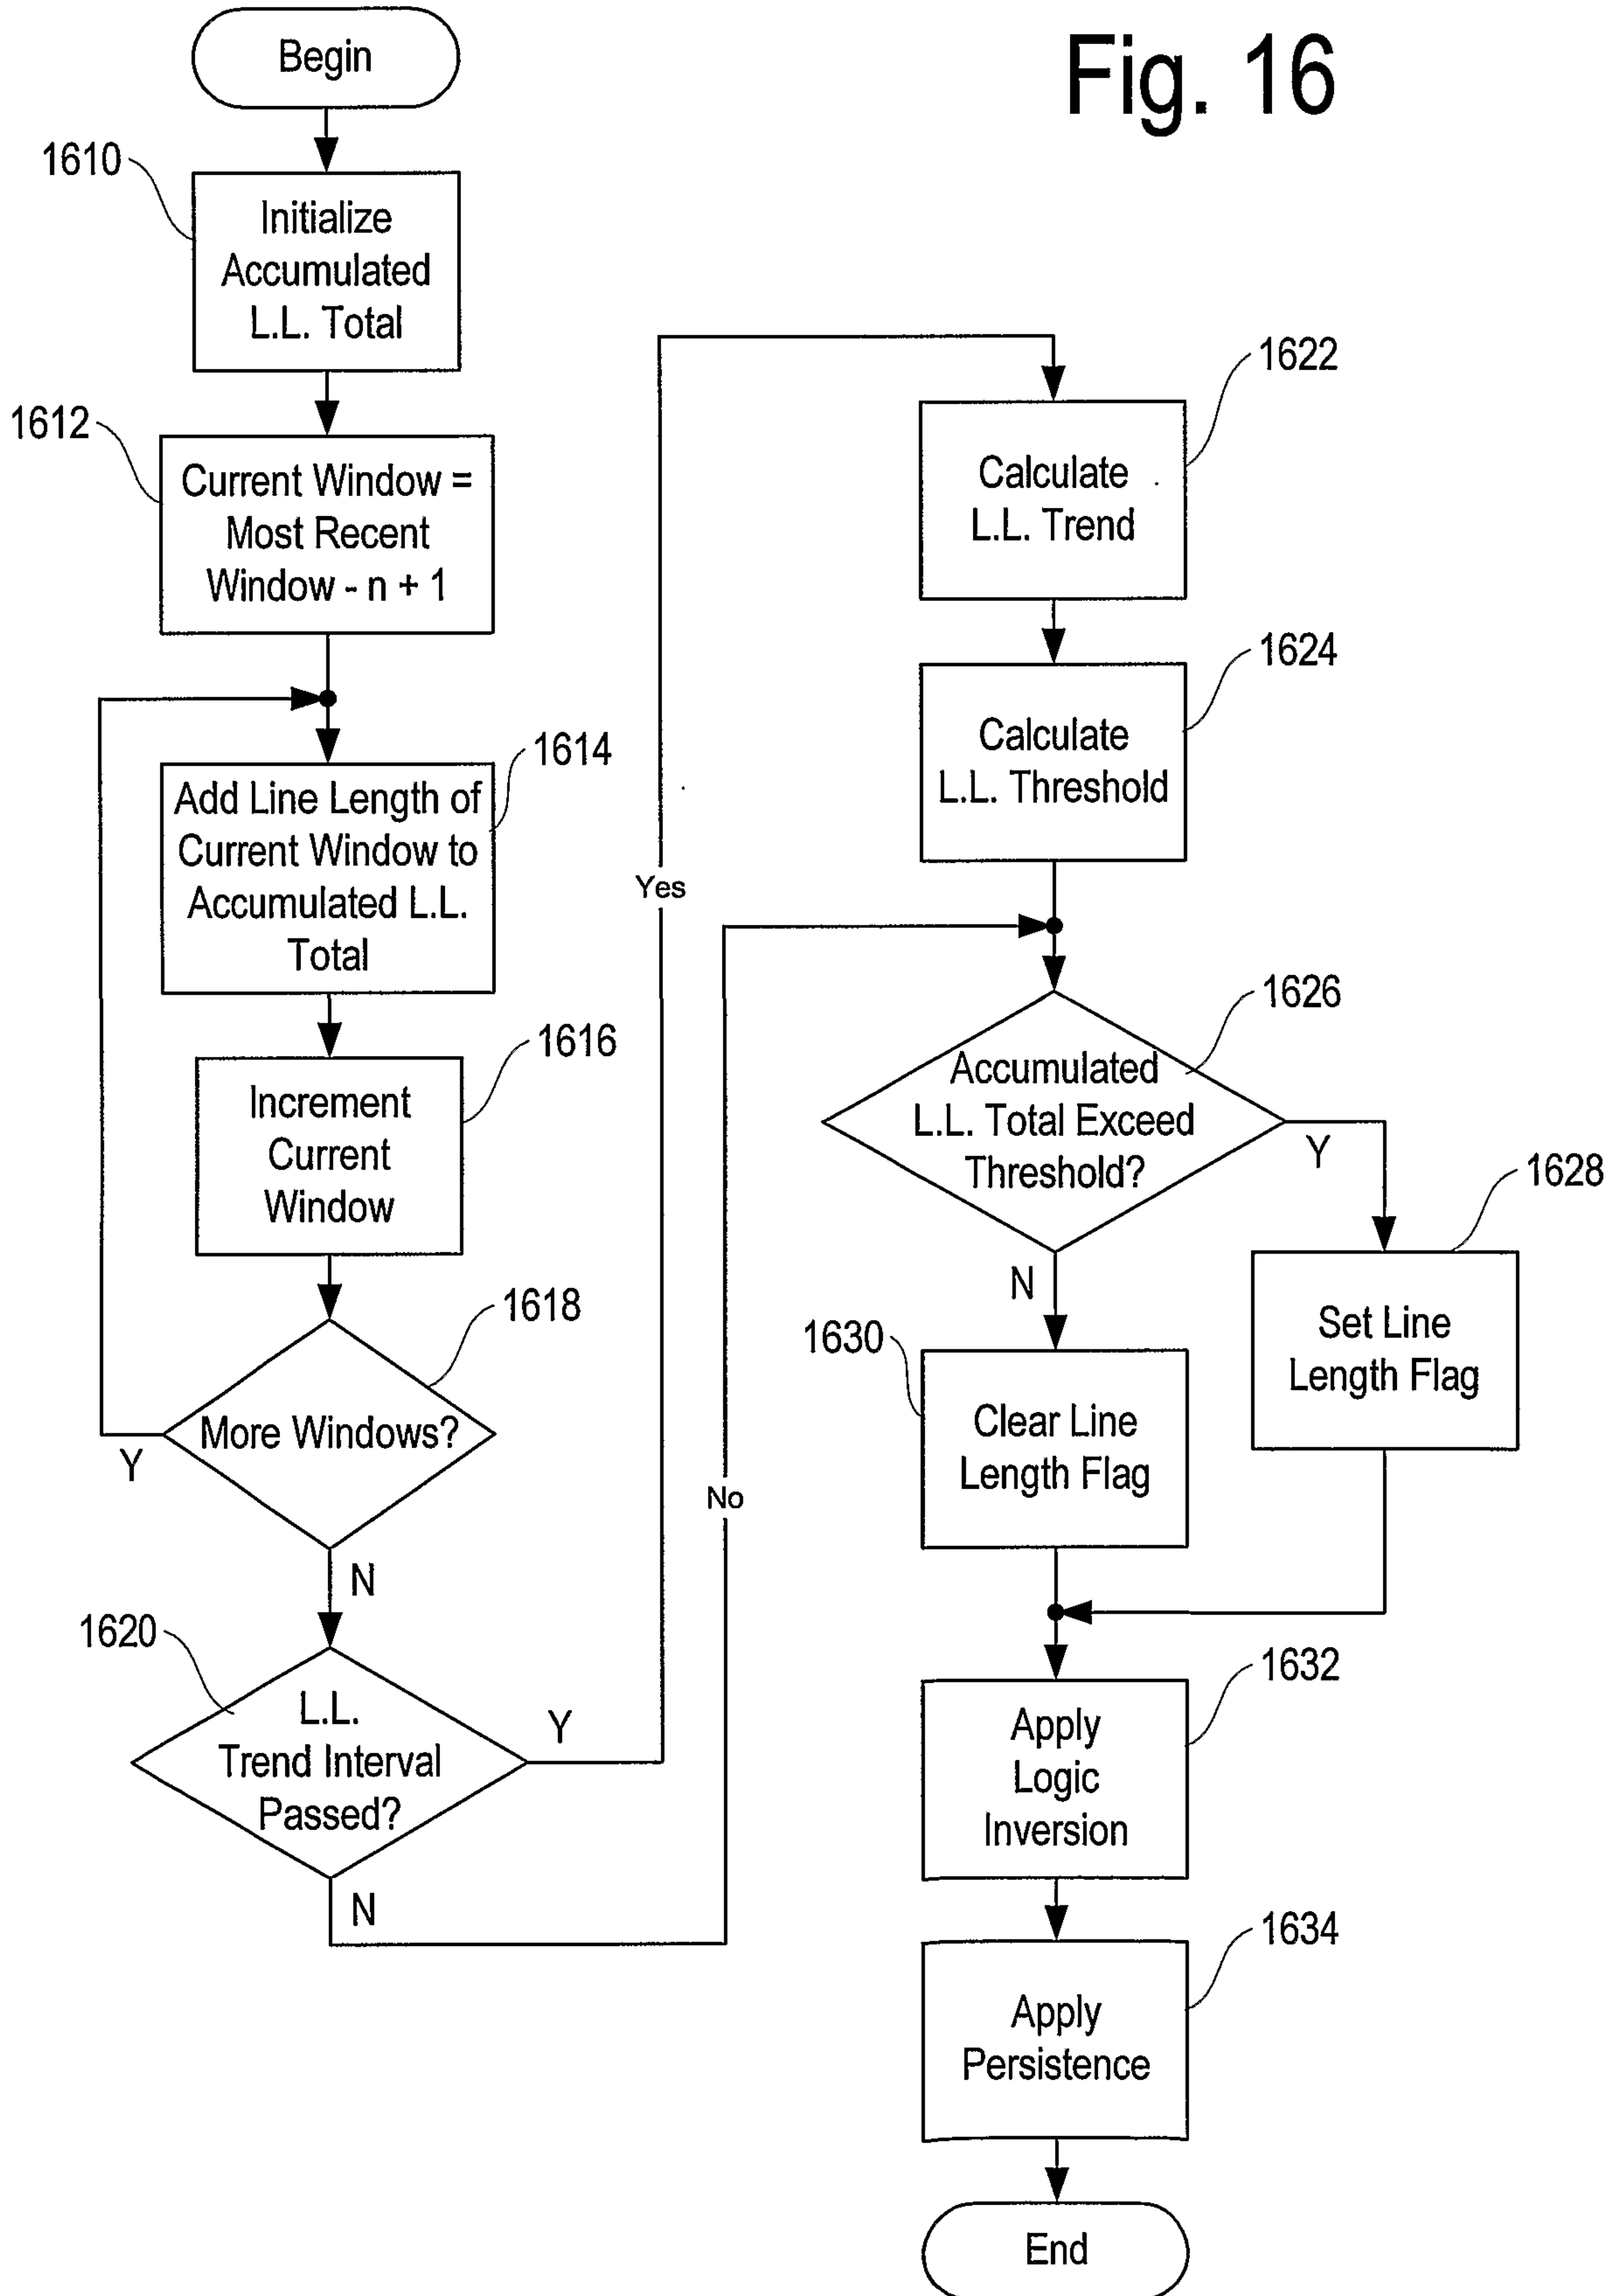 Fig. 16
Begin
1610
Initialize
Accumulated
L.L. Total
1612
Current Window =
Most Recent
Window - n + 1
1614
Add Line Length of
Current Window to
Accumulated L.L.
Total
1616
Increment
Current
Window
1618
More Windows?
Y
N
1620
L.L.
Trend Interval
Passed?
Y
N
Yes
No
1622
Calculate
L.L. Trend
1624
Calculate
L.L. Threshold
1626
Accumulated
L.L. Total Exceed
Threshold?
Y
N
1628
Set Line
Length Flag
1630
Clear Line
Length Flag
1632
Apply
Logic
Inversion
1634
Apply
Persistence
End